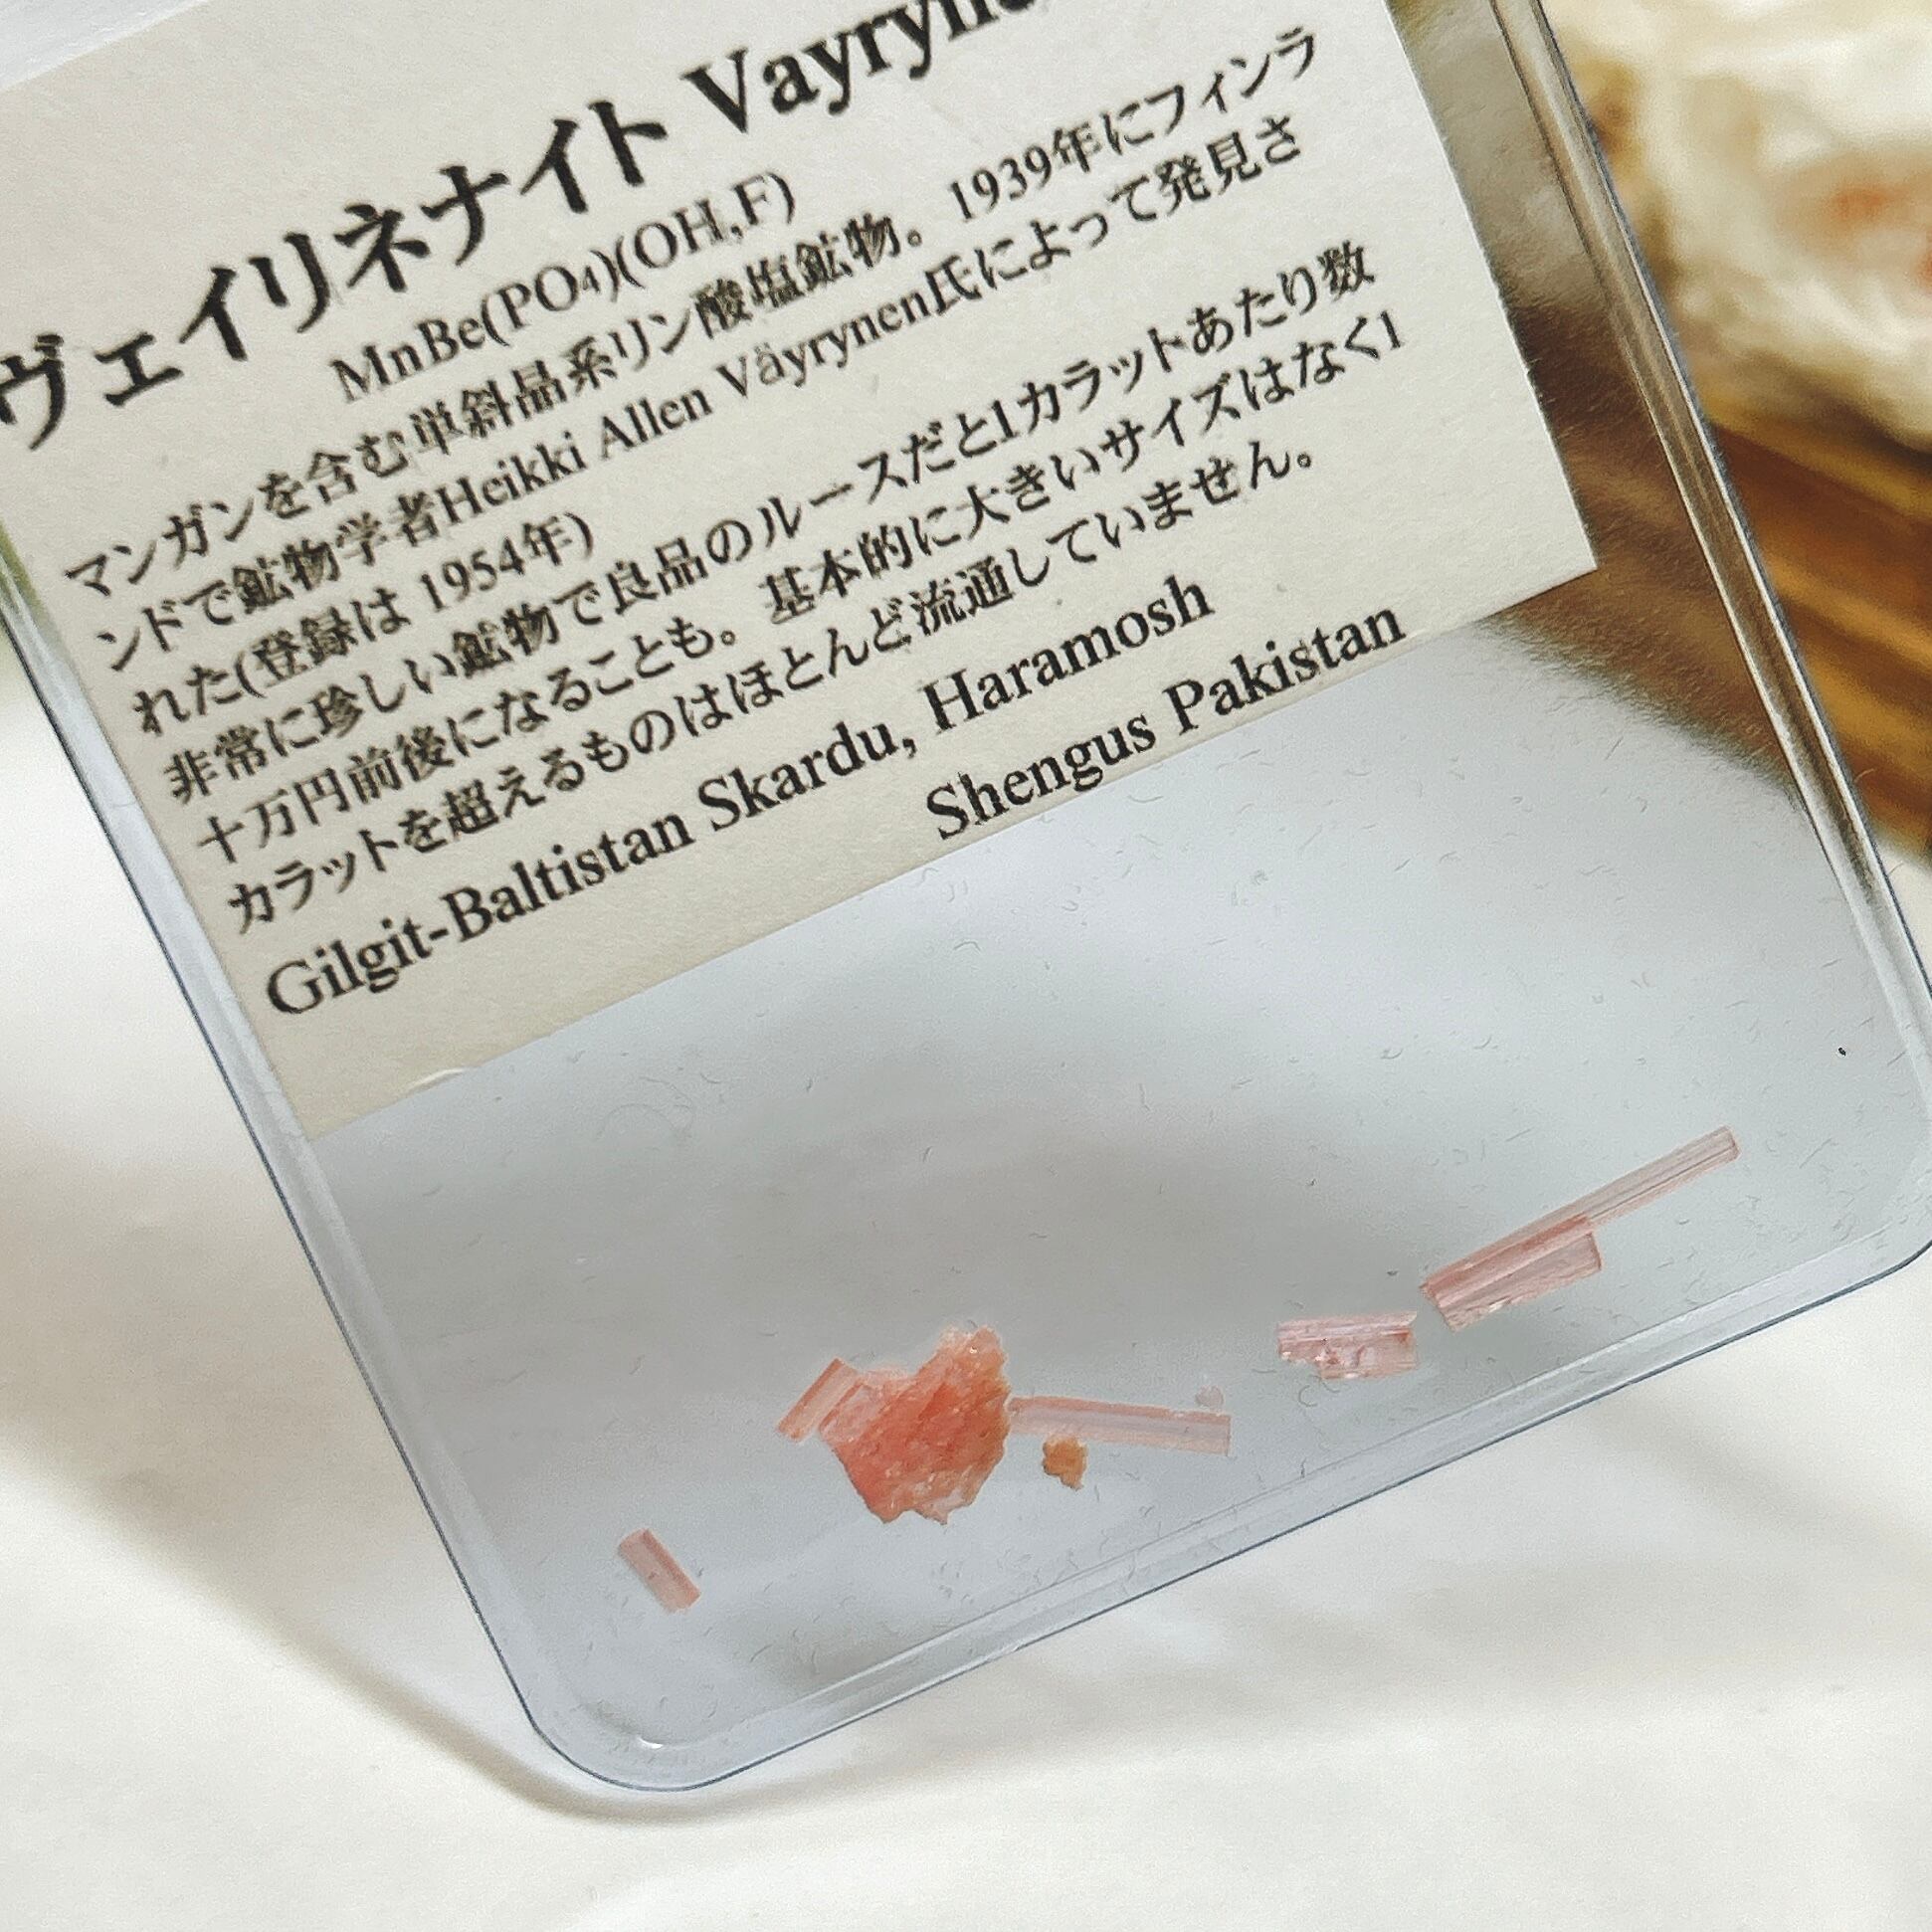 ヴェイリネナイト Vayryne
MnBe(PO₄)(OH,F)
マンガンを含む単斜晶系リン酸塩鉱物。1939年にフィンラ
ンドで鉱物学者Heikki Allen Väyrynen氏によって発見さ
れた(登録は 1954年)
非常に珍しい鉱物で良品のルースだと1カラットあたり数
十万円前後になることも。基本的に大きいサイズはなく1
カラットを超えるものはほとんど流通していません。
Gilgit-Baltistan Skardu, Haramosh
Shengus Pakistan